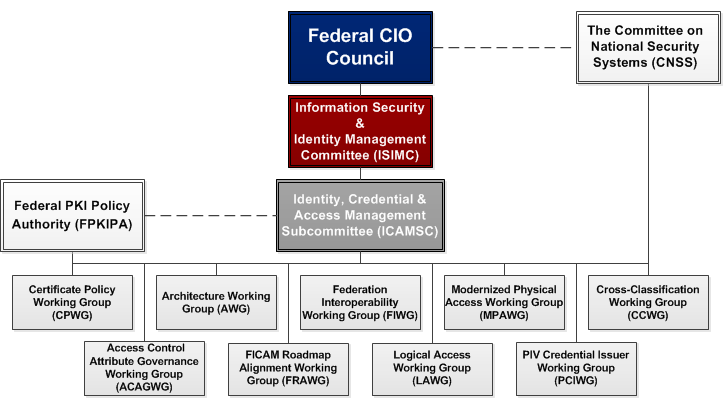 Federal CIO
Council
The Committee on
National Security
Systems (CNSS)
Information Security
&
Identity Management
Committee (ISIMC)
Federal PKI Policy
Authority (FPKIPA)
Identity, Credential &
Access Management
Subcommittee (ICAMSC)
Certificate Policy
Working Group
(CPWG)
Architecture Working
Group (AWG)
Federation
Interoperability
Working Group (FIWG)
Modernized Physical
Access Working Group
(MPAWG)
Cross-Classification
Working Group
(CCWG)
Access Control
Attribute Governance
Working Group
(ACAGWG)
FICAM Roadmap
Alignment Working
Group (FRAWG)
Logical Access
Working Group
(LAWG)
PIV Credential Issuer
Working Group
(PCIWG)